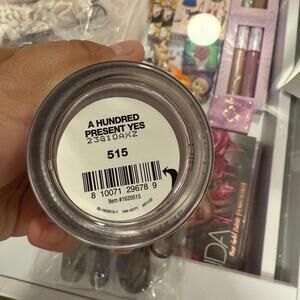 A HUNDRED
PRESENT YES
23G10AXZ
515
8 10071 29678 9
Item #1620515